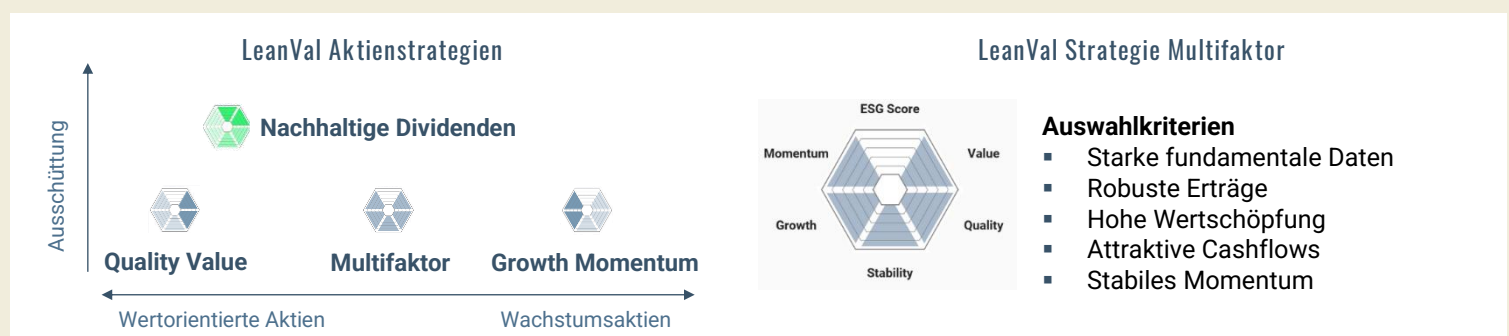 LeanVal Aktienstrategien
Ausschüttung
Nachhaltige Dividenden
Quality Value
Multifaktor
Growth Momentum
Wertorientierte Aktien
Wachstumsaktien
LeanVal Strategie Multifaktor
ESG Score
Momentum
Value
Growth
Quality
Stability
Auswahlkriterien
▪ Starke fundamentale Daten
▪ Robuste Erträge
▪ Hohe Wertschöpfung
▪ Attraktive Cashflows
▪ Stabiles Momentum